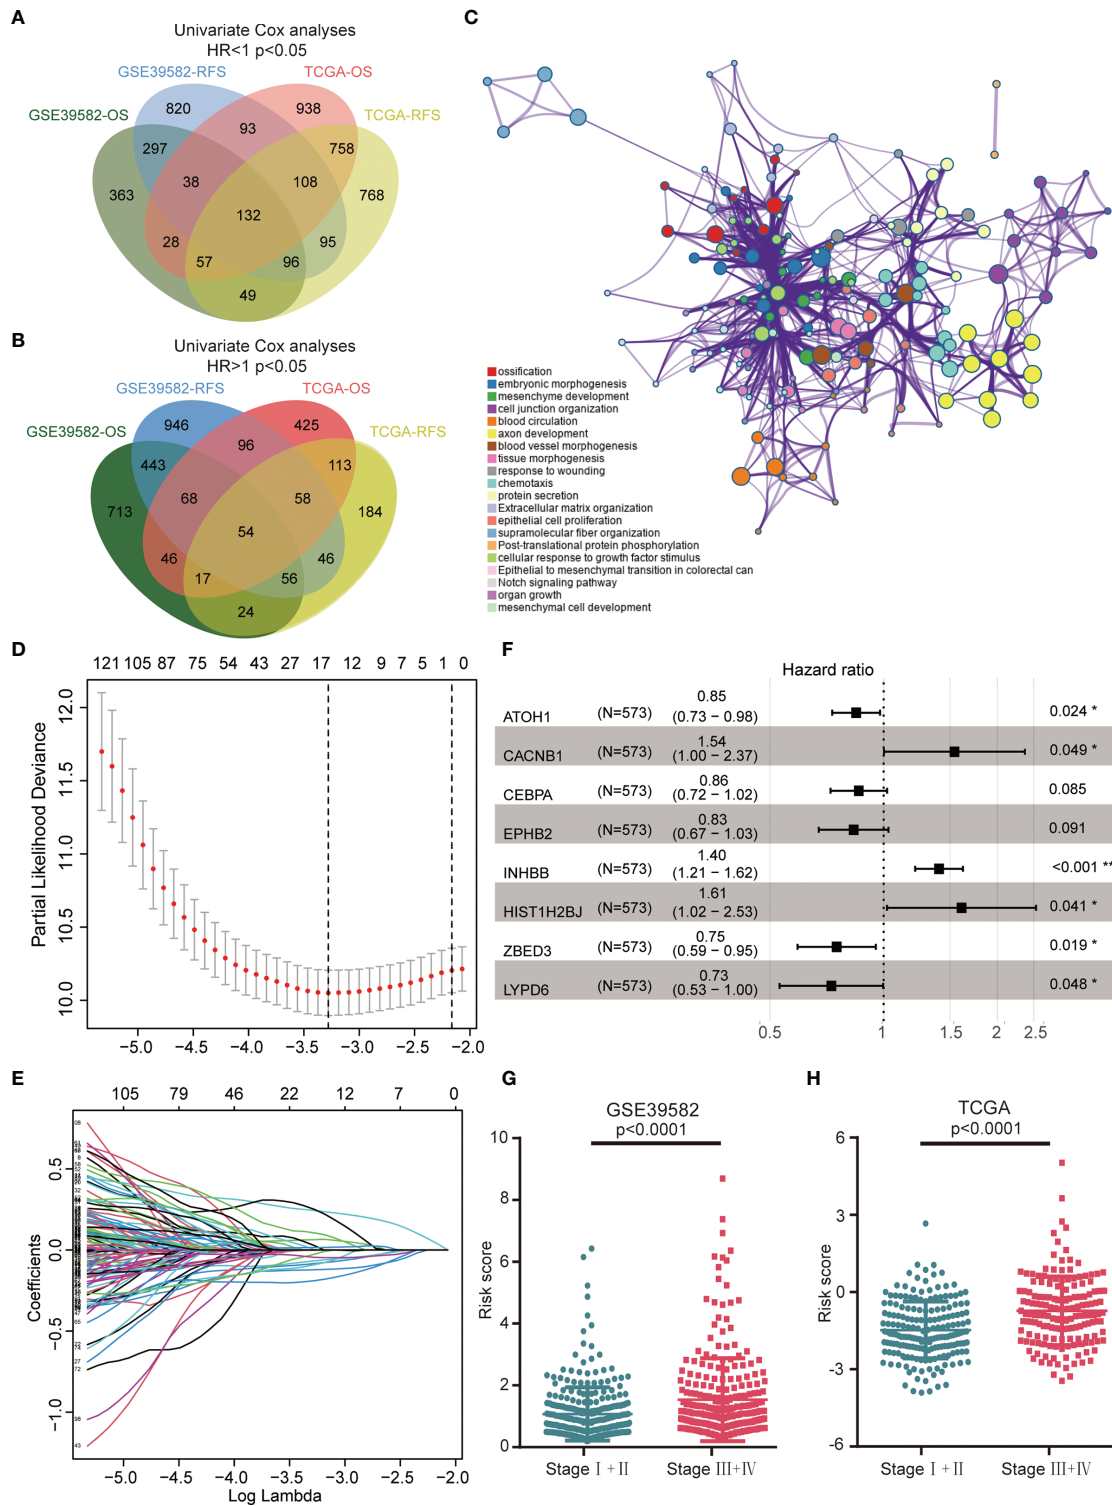 A
Univariate Cox analyses
HR<1 p<0.05
GSE39582-RFS
TCGA-OS
GSE39582-OS
TCGA-RFS
820
938
93
297
758
38
108
363
132
768
28
95
57
96
49
B
Univariate Cox analyses
HR>1 p<0.05
GSE39582-RFS
TCGA-OS
GSE39582-OS
TCGA-RFS
946
425
96
443
113
68
58
713
54
184
46
46
17
56
24
C
ossification
embryonic morphogenesis
mesenchyme development
cell junction organization
blood circulation
axon development
blood vessel morphogenesis
tissue morphogenesis
response to wounding
chemotaxis
protein secretion
Extracellular matrix organization
epithelial cell proliferation
supramolecular fiber organization
Post-translational protein phosphorylation
cellular response to growth factor stimulus
Epithelial to mesenchymal transition in colorectal can
Notch signaling pathway
organ growth
mesenchymal cell development
D
121 105 87 75 54 43 27 17 12 9 7 5 1 0
Partial Likelihood Deviance
12.0
11.5
11.0
10.5
10.0
−5.0 −4.5 −4.0 −3.5 −3.0 −2.5 −2.0
F
Hazard ratio
ATOH1 (N=573) 0.85 (0.73 − 0.98) 0.024 *
CACNB1 (N=573) 1.54 (1.00 − 2.37) 0.049 *
CEBPA (N=573) 0.86 (0.72 − 1.02) 0.085
EPHB2 (N=573) 0.83 (0.67 − 1.03) 0.091
INHBB (N=573) 1.40 (1.21 − 1.62) <0.001 **
HIST1H2BJ (N=573) 1.61 (1.02 − 2.53) 0.041 *
ZBED3 (N=573) 0.75 (0.59 − 0.95) 0.019 *
LYPD6 (N=573) 0.73 (0.53 − 1.00) 0.048 *
0.5 1 1.5 2 2.5
E
105 79 46 22 12 7 0
Coefficients
0.5
0.0
−0.5
−1.0
−5.0 −4.5 −4.0 −3.5 −3.0 −2.5 −2.0
Log Lambda
G
GSE39582
p<0.0001
Risk score
10
8
6
4
2
0
Stage Ⅰ+Ⅱ Stage Ⅲ+Ⅳ
H
TCGA
p<0.0001
Risk score
6
3
0
-3
-6
Stage Ⅰ+Ⅱ Stage Ⅲ+Ⅳ